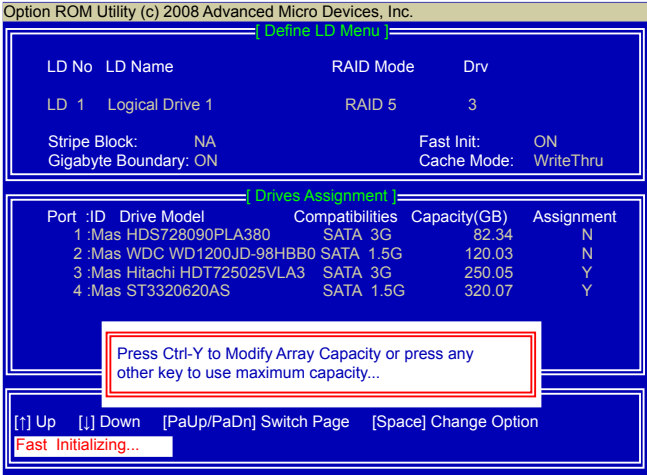 Option ROM Utility (c) 2008 Advanced Micro Devices, Inc.
[ Define LD Menu ]
LD No LD Name RAID Mode Drv
LD 1 Logical Drive 1 RAID 5 3
Stripe Block: NA Fast Init: ON
Gigabyte Boundary: ON Cache Mode: WriteThru
[ Drives Assignment ]
Port :ID Drive Model Compatibilities Capacity(GB) Assignment
1 :Mas HDS728090PLA380 SATA 3G 82.34 N
2 :Mas WDC WD1200JD-98HBB0 SATA 1.5G 120.03 N
3 :Mas Hitachi HDT725025VLA3 SATA 3G 250.05 Y
4 :Mas ST3320620AS SATA 1.5G 320.07 Y
Press Ctrl-Y to Modify Array Capacity or press any
other key to use maximum capacity...
[↑] Up [↓] Down [PaUp/PaDn] Switch Page [Space] Change Option
Fast Initializing...